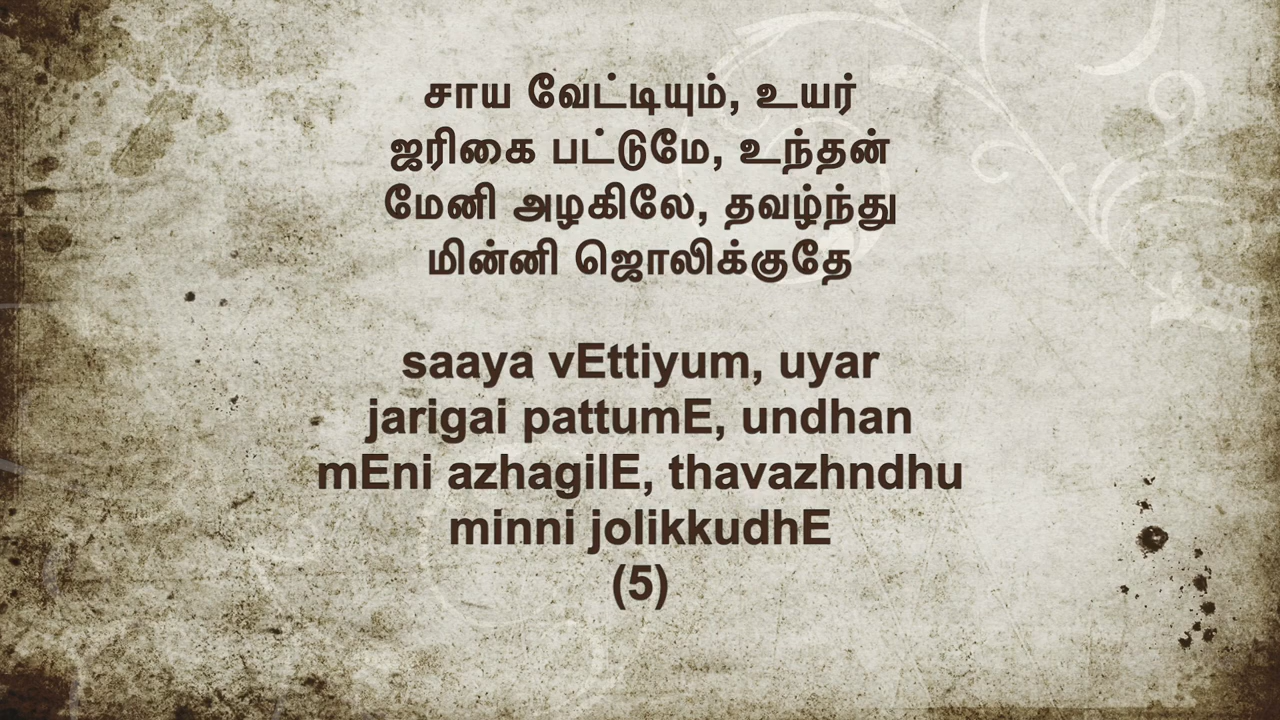 சாய வேட்டியும், உயர்
ஜரிகை பட்டுமே, உந்தன்
மேனி அழகிலே, தவழ்ந்து
மின்னி ஜொலிக்குதே
saaya vEttiyum, uyar
jarigai pattumE, undhan
mEni azhagilE, thavazhndhu
minni jolikkudhE
(5)